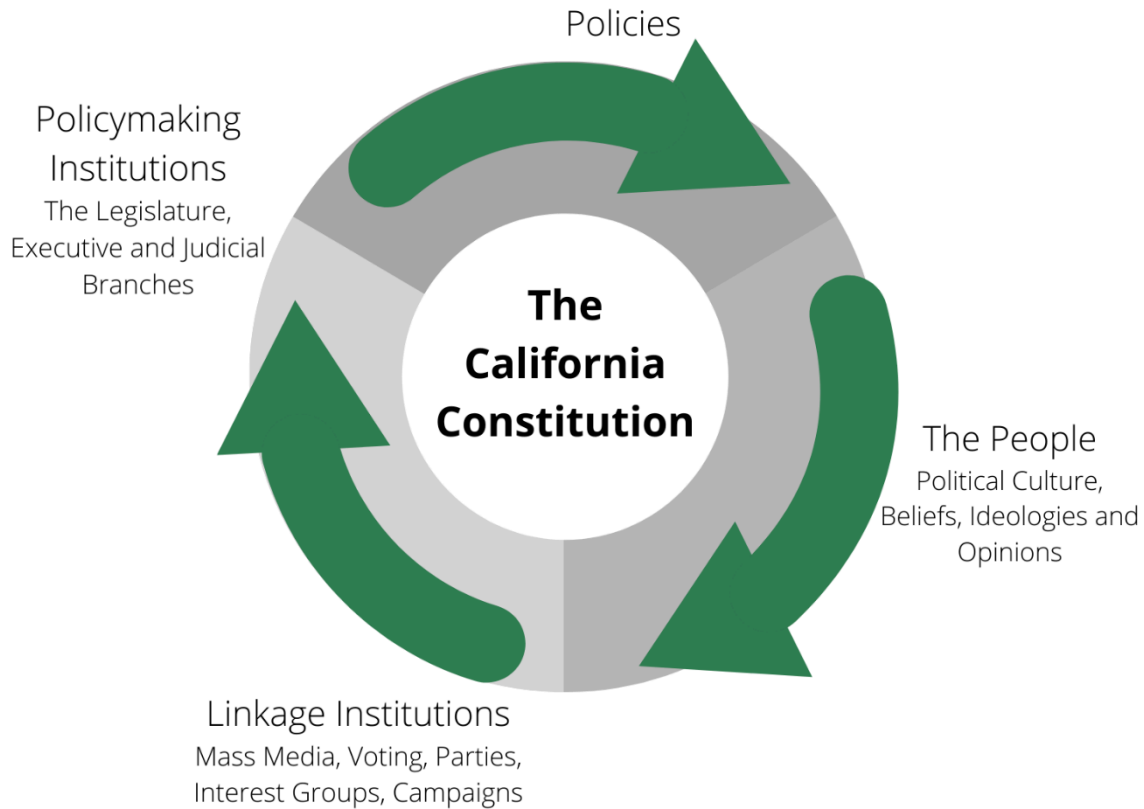 Policies
Policymaking
Institutions
The Legislature,
Executive and Judicial
Branches
The
California
Constitution
The People
Political Culture,
Beliefs, Ideologies and
Opinions
Linkage Institutions
Mass Media, Voting, Parties,
Interest Groups, Campaigns